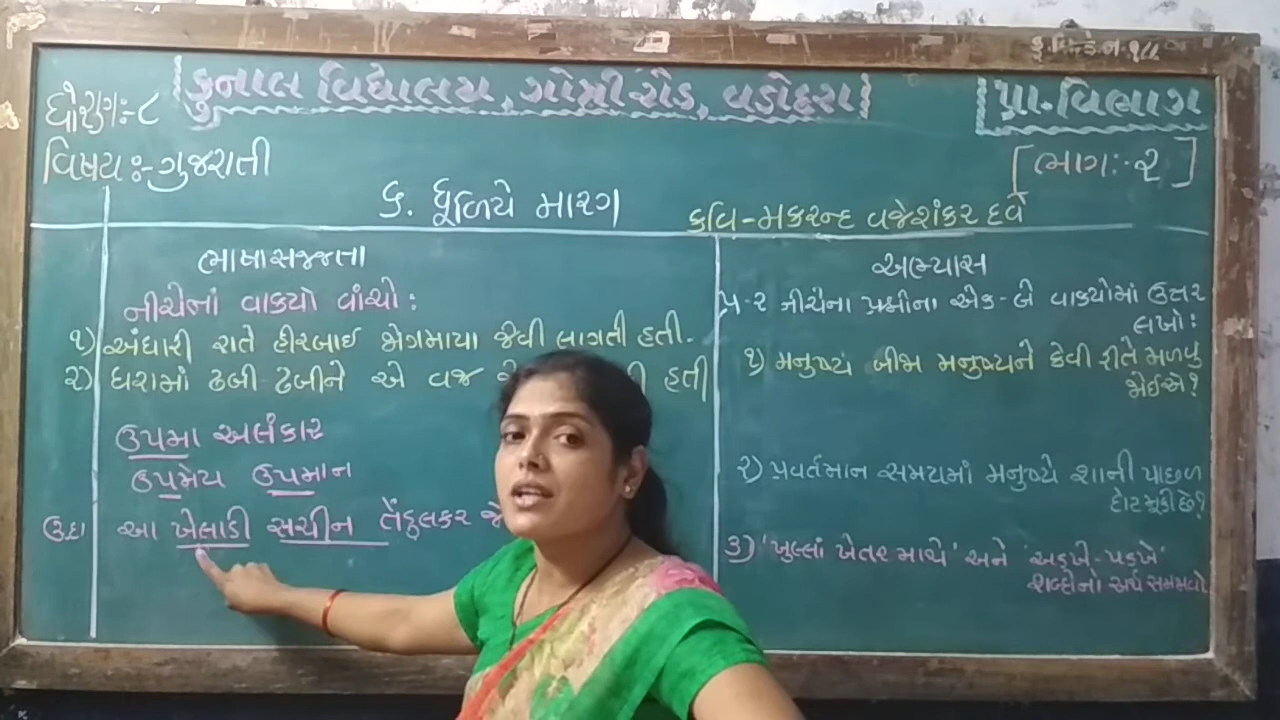 કુનાલ વિદ્યાલય, ગોત્રી રોડ, વડોદરા
પ્રા.વિભાગ
ધોરણ:-૮
વિષય:-ગુજરાતી
[ભાગ:-૨]
૬. ધૂળિયે મારગ
કવિ-મકરન્દ વજેશંકર દવે
ભાષાસજ્જતા
નીચેનાં વાક્યો વાંચો:
૧) અંધારી રાતે હીરબાઈ જોગમાયા જેવી લાગતી હતી.
૨) ધરામાં ઢબી ઢબીને એ વજ્ર હતી
ઉપમા અલંકાર
ઉપમેય ઉપમાન
ઉદા આ ખેલાડી સચીન તેંદુલકર જે
અભ્યાસ
પ્ર-૨ નીચેના પ્રશ્નોના એક-બે વાક્યોમાં ઉત્તર
લખો:
૧) મનુષ્યે બીજા મનુષ્યને કેવી રીતે મળવું
જોઈએ?
૨) પ્રવર્તમાન સમયમાં મનુષ્યે શાની પાછળ
દોટ મૂકી છે?
૩) 'ખુલ્લાં ખેતર માથે' અને 'અડખે-પડખે'
શબ્દોનો અર્થ સમજાવો